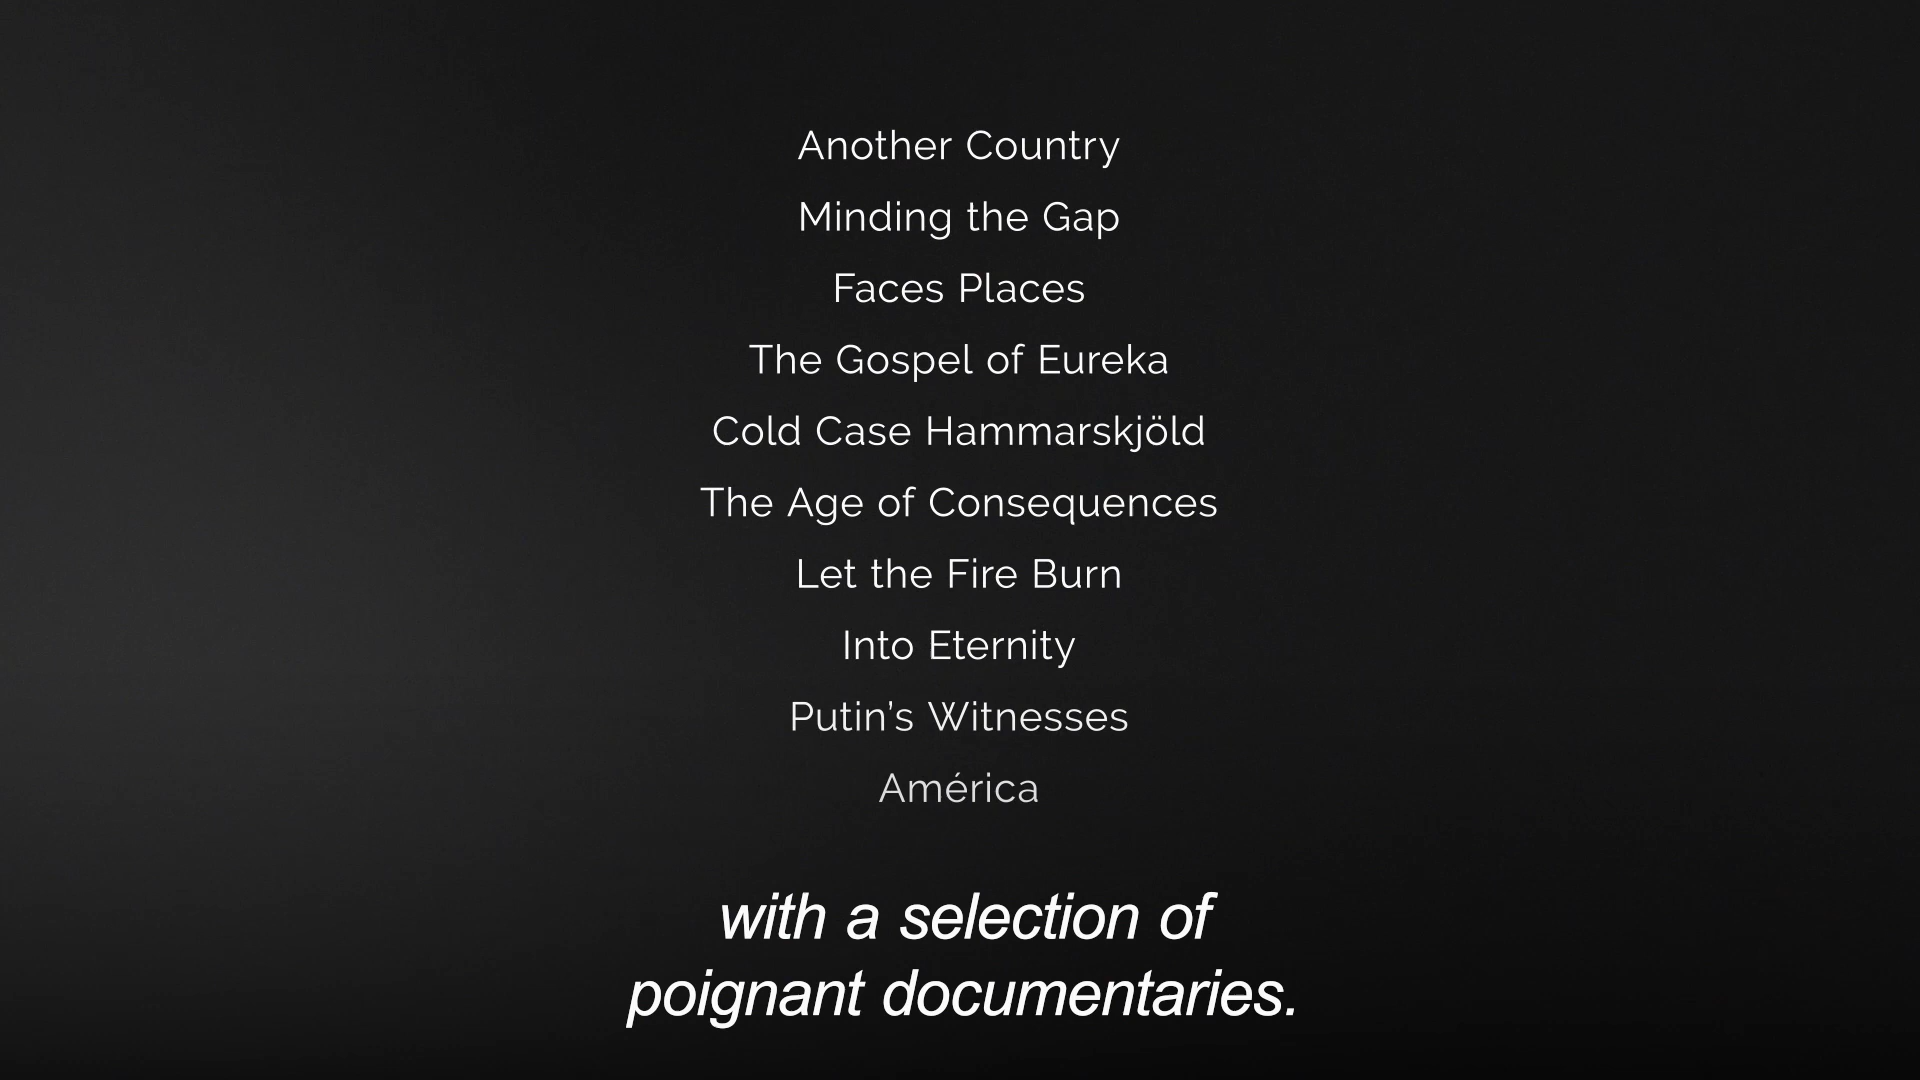 Another Country
Minding the Gap
Faces Places
The Gospel of Eureka
Cold Case Hammarskjöld
The Age of Consequences
Let the Fire Burn
Into Eternity
Putin’s Witnesses
América
with a selection of
poignant documentaries.